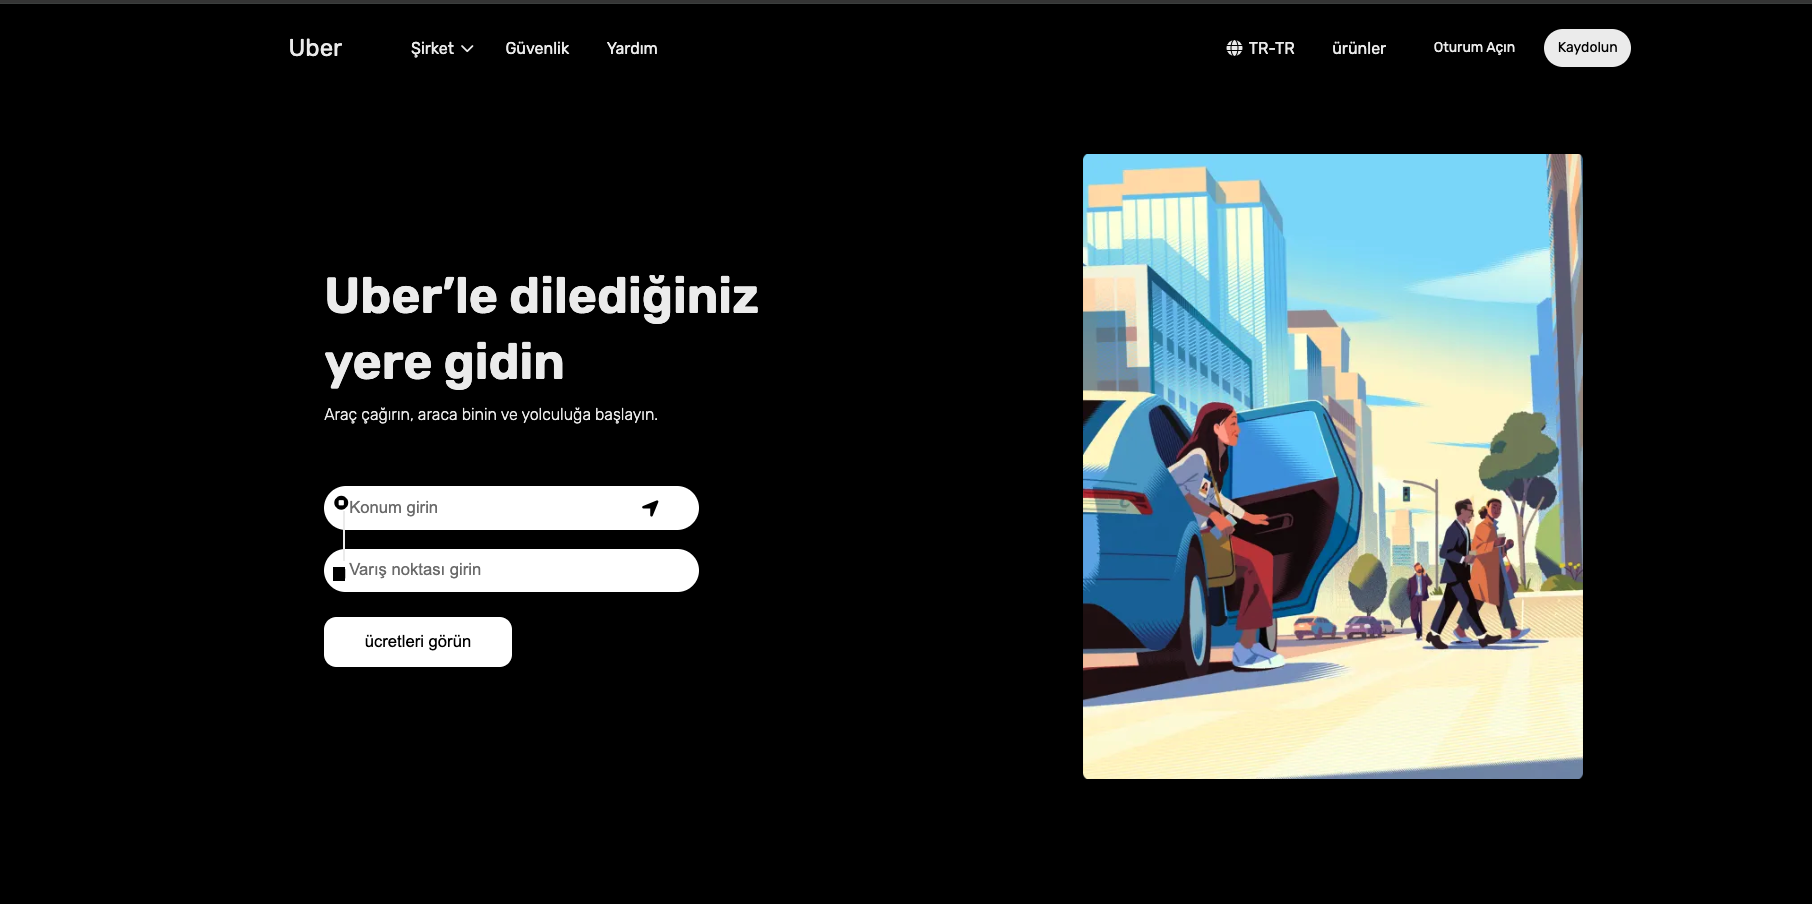 Uber
Şirket
Güvenlik
Yardım
TR-TR
ürünler
Oturum Açın
Kaydolun
Uber’le dilediğiniz
yere gidin
Araç çağırın, araca binin ve yolculuğa başlayın.
Konum girin
Varış noktası girin
ücretleri görün